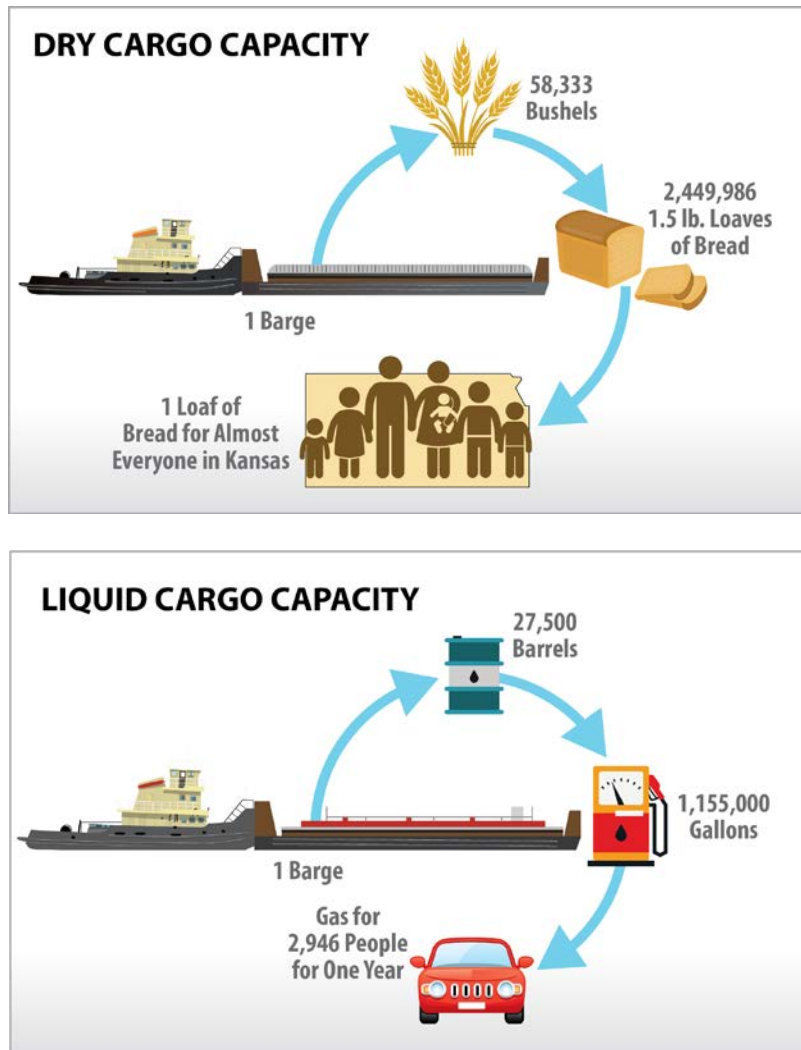 DRY CARGO CAPACITY
58,333
Bushels
2,449,986
1.5 lb. Loaves
of Bread
1 Barge
1 Loaf of
Bread for Almost
Everyone in Kansas
LIQUID CARGO CAPACITY
27,500
Barrels
1,155,000
Gallons
1 Barge
Gas for
2,946 People
for One Year